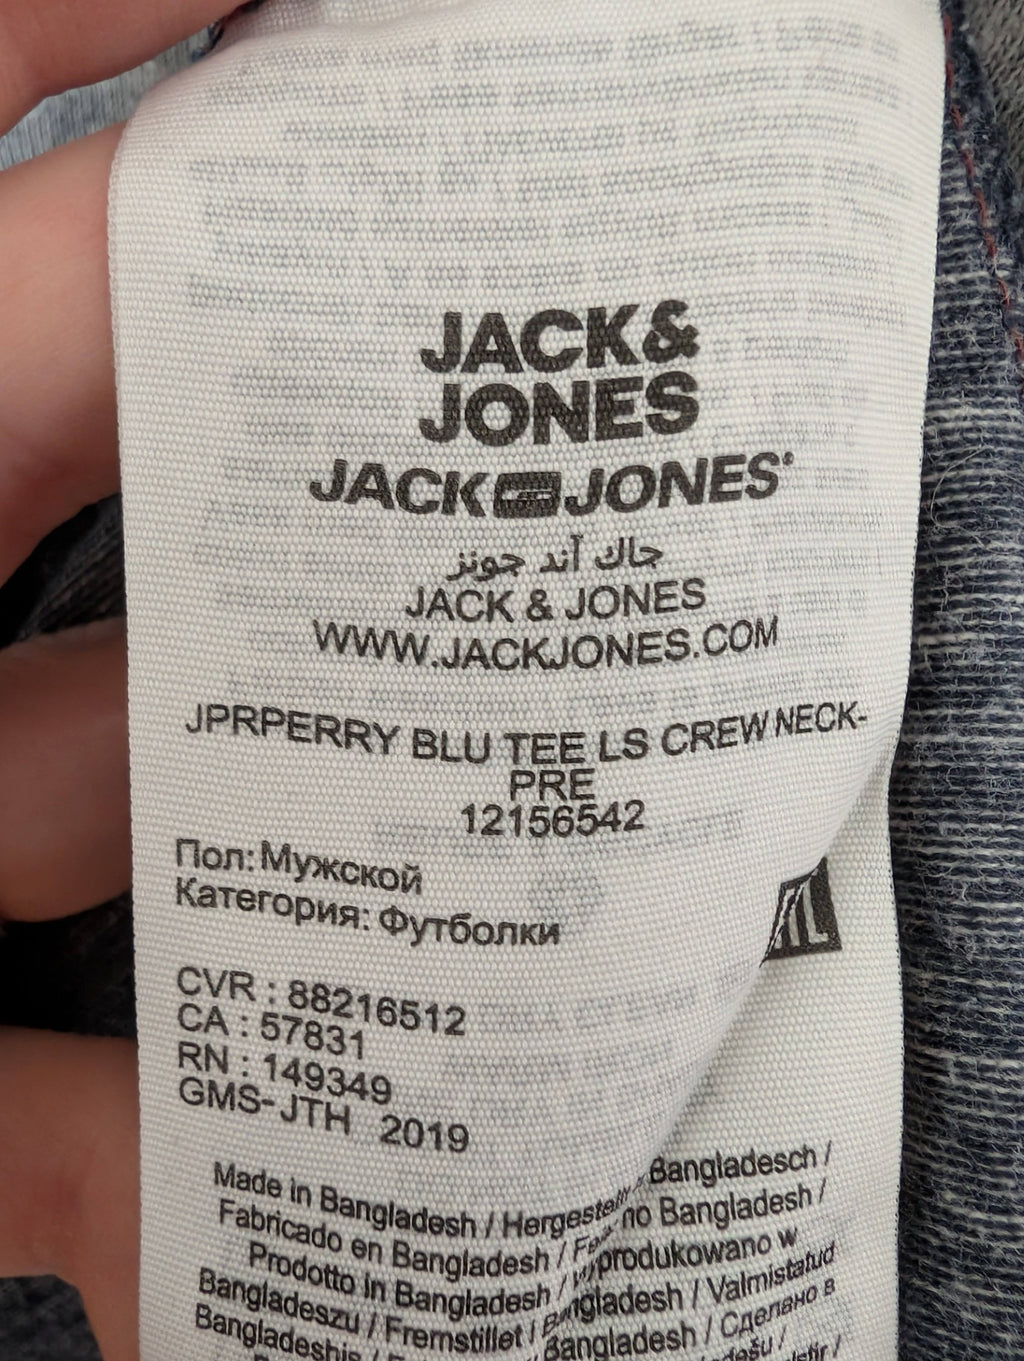 JACK&
JONES
JACK JONES®
جاك آند جونز
JACK & JONES
WWW.JACKJONES.COM
JPRPERRY BLU TEE LS CREW NECK-
PRE
12156542
Пол: Мужской
Категория: Футболки
CVR : 88216512
CA : 57831
RN : 149349
GMS-JTH 2019
Made in Bangladesh / Bangladesch /
Fabricado en Bangladesh / no Bangladesh /
Prodotto in Bangladesh / Wyprodukowano w
Bangladeszu / Fremstillet i Bangladesh / Valmistatud
Bangladeshis / Bangladesh / Сделано в